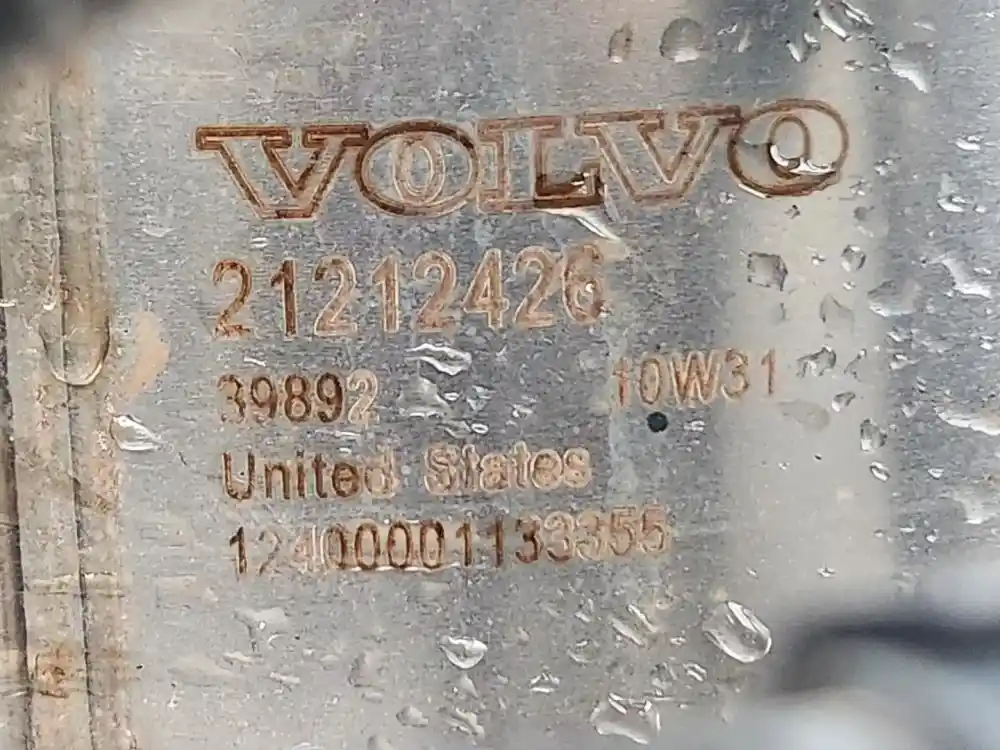 VOLVO
21212426
39892 10W31
United States
12400001133355